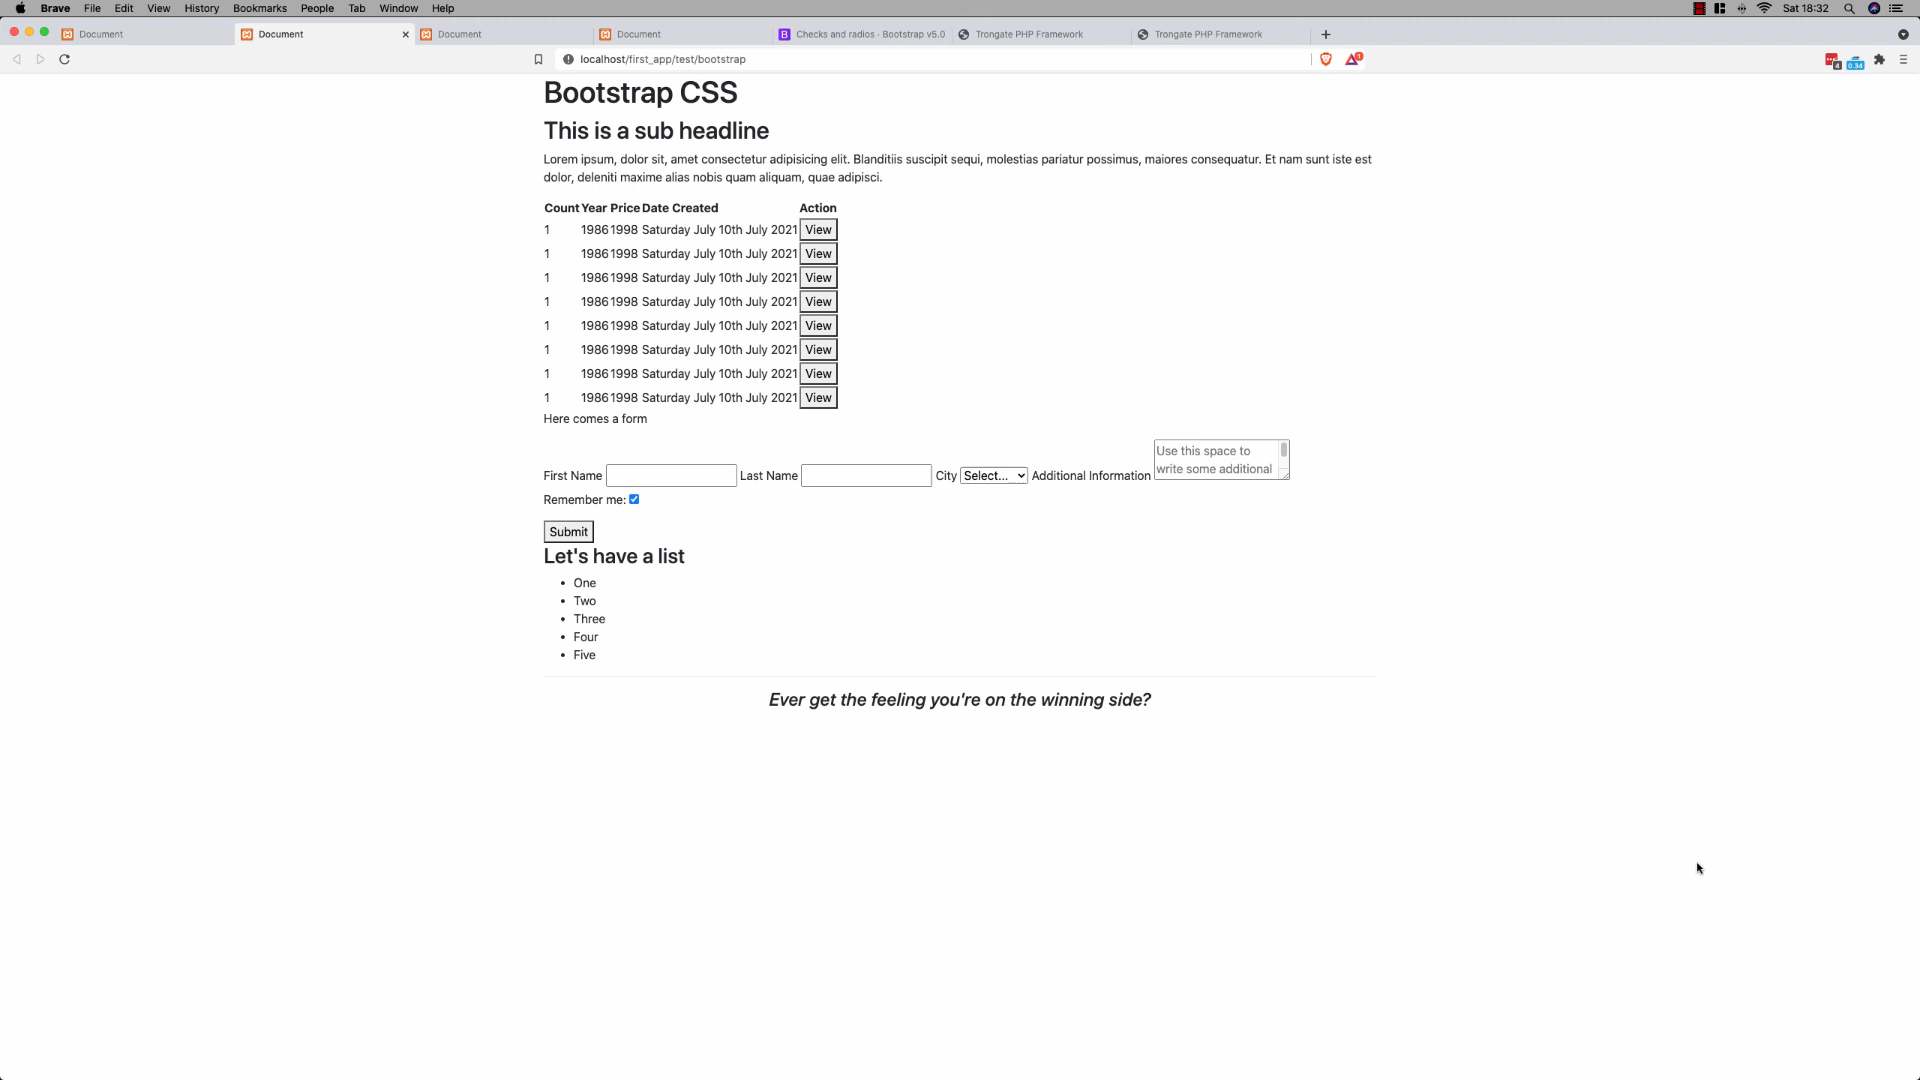 Brave File Edit View History Bookmarks People Tab Window Help Sat 18:32
Document Document Document Document Checks and radios · Bootstrap v5.0 Trongate PHP Framework Trongate PHP Framework
localhost/first_app/test/bootstrap 1 4 0.34
Bootstrap CSS
This is a sub headline
Lorem ipsum, dolor sit, amet consectetur adipisicing elit. Blanditiis suscipit sequi, molestias pariatur possimus, maiores consequatur. Et nam sunt iste est
dolor, deleniti maxime alias nobis quam aliquam, quae adipisci.
Count Year Price Date Created Action
1 1986 1998 Saturday July 10th July 2021 View
1 1986 1998 Saturday July 10th July 2021 View
1 1986 1998 Saturday July 10th July 2021 View
1 1986 1998 Saturday July 10th July 2021 View
1 1986 1998 Saturday July 10th July 2021 View
1 1986 1998 Saturday July 10th July 2021 View
1 1986 1998 Saturday July 10th July 2021 View
1 1986 1998 Saturday July 10th July 2021 View
Here comes a form
Use this space to
write some additional
First Name Last Name City Select... Additional Information
Remember me:
Submit
Let's have a list
One
Two
Three
Four
Five
Ever get the feeling you're on the winning side?